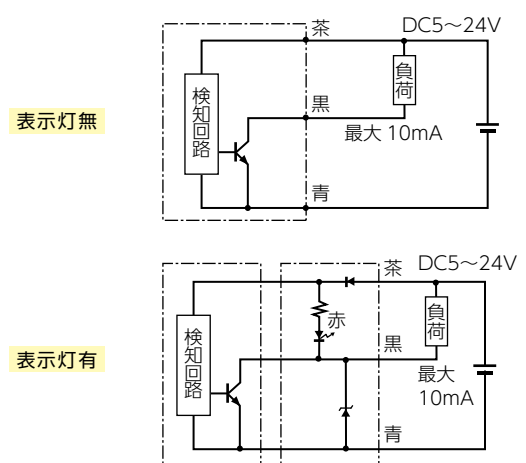 表示灯無
茶
DC5～24V
検知回路
負荷
黒
最大 10mA
青
表示灯有
茶
DC5～24V
検知回路
赤
負荷
黒
最大
10mA
青